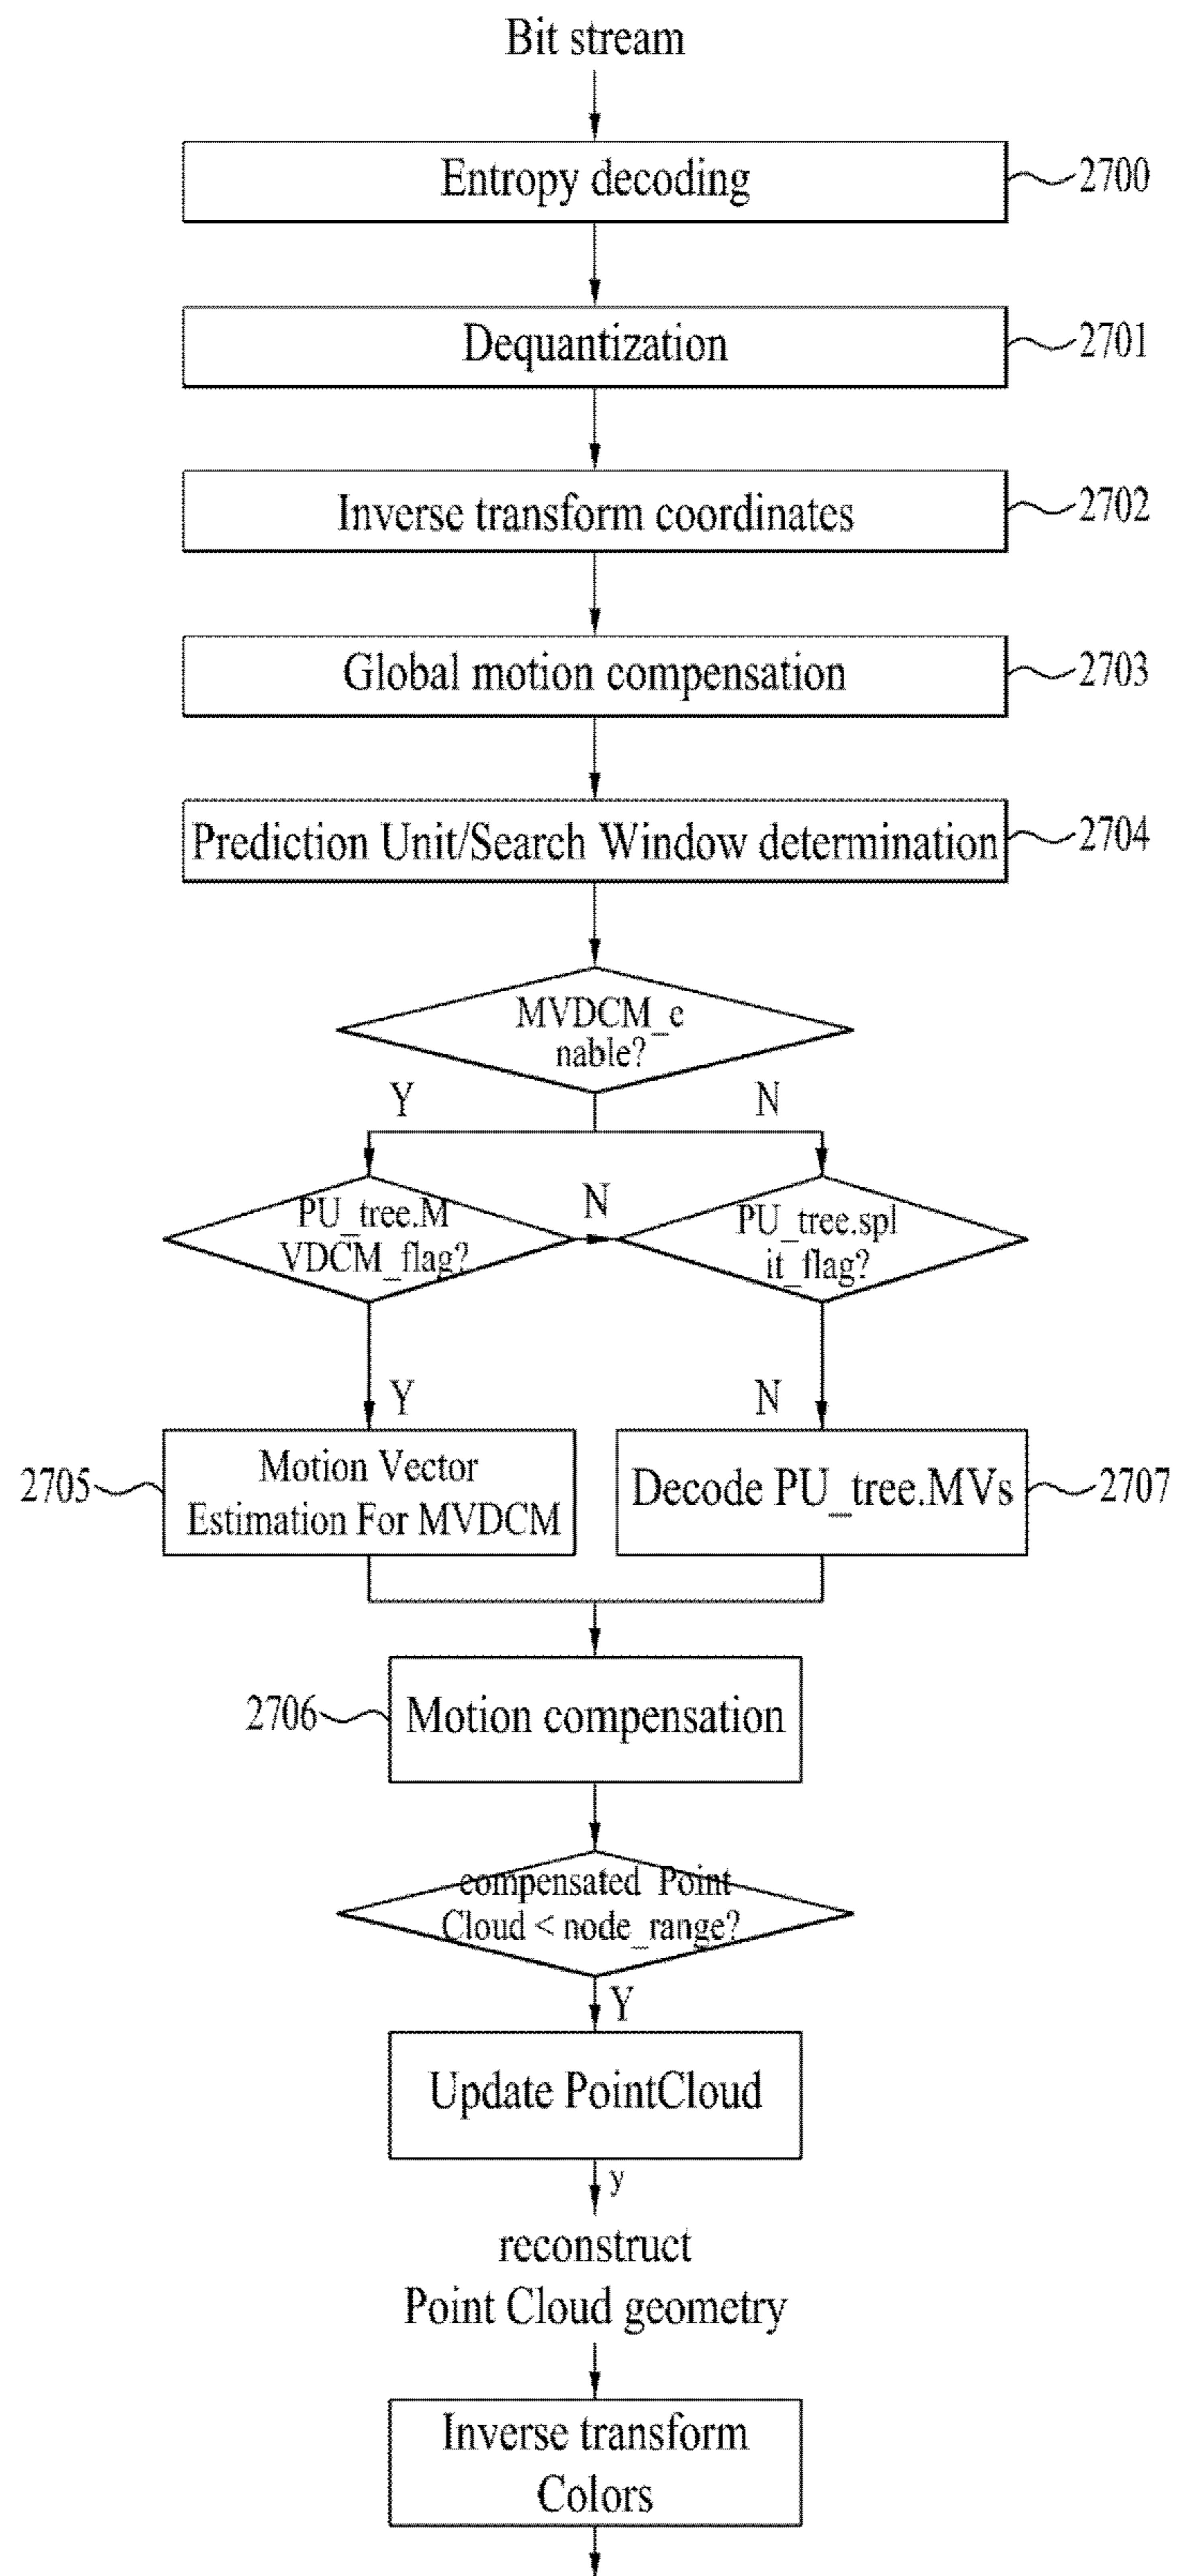 Bit stream
Entropy decoding
2700
Dequantization
2701
Inverse transform coordinates
2702
Global motion compensation
2703
Prediction Unit/Search Window determination
2704
MVDCM_e
nable?
Y
N
PU_tree.M
VDCM_flag?
N
PU_tree.spl
it_flag?
Y
N
2705
Motion Vector
Estimation For MVDCM
Decode PU_tree.MVs
2707
2706
Motion compensation
compensated Point
Cloud < node_range?
Y
Update PointCloud
y
reconstruct
Point Cloud geometry
Inverse transform
Colors